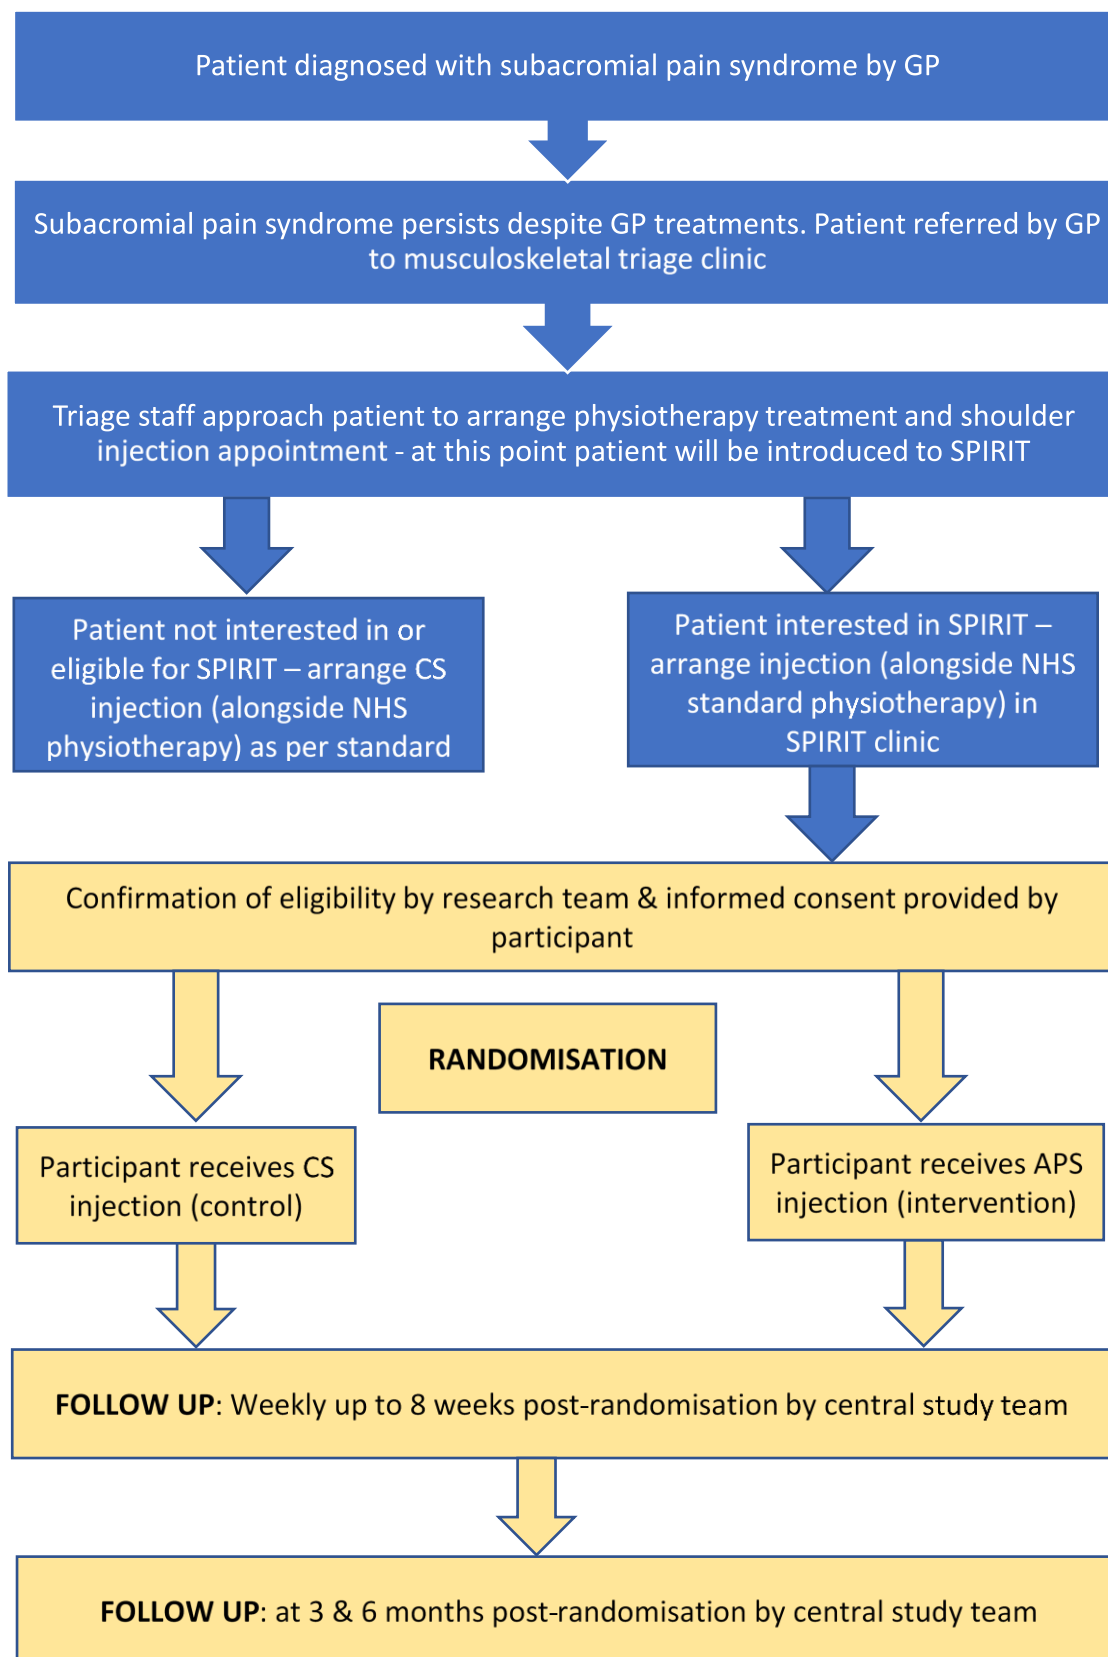 Patient diagnosed with subacromial pain syndrome by GP
Subacromial pain syndrome persists despite GP treatments. Patient referred by GP
to musculoskeletal triage clinic
Triage staff approach patient to arrange physiotherapy treatment and shoulder
injection appointment - at this point patient will be introduced to SPIRIT
Patient not interested in or
eligible for SPIRIT – arrange CS
injection (alongside NHS
physiotherapy) as per standard
Patient interested in SPIRIT –
arrange injection (alongside NHS
standard physiotherapy) in
SPIRIT clinic
Confirmation of eligibility by research team & informed consent provided by
participant
RANDOMISATION
Participant receives CS
injection (control)
Participant receives APS
injection (intervention)
FOLLOW UP: Weekly up to 8 weeks post-randomisation by central study team
FOLLOW UP: at 3 & 6 months post-randomisation by central study team